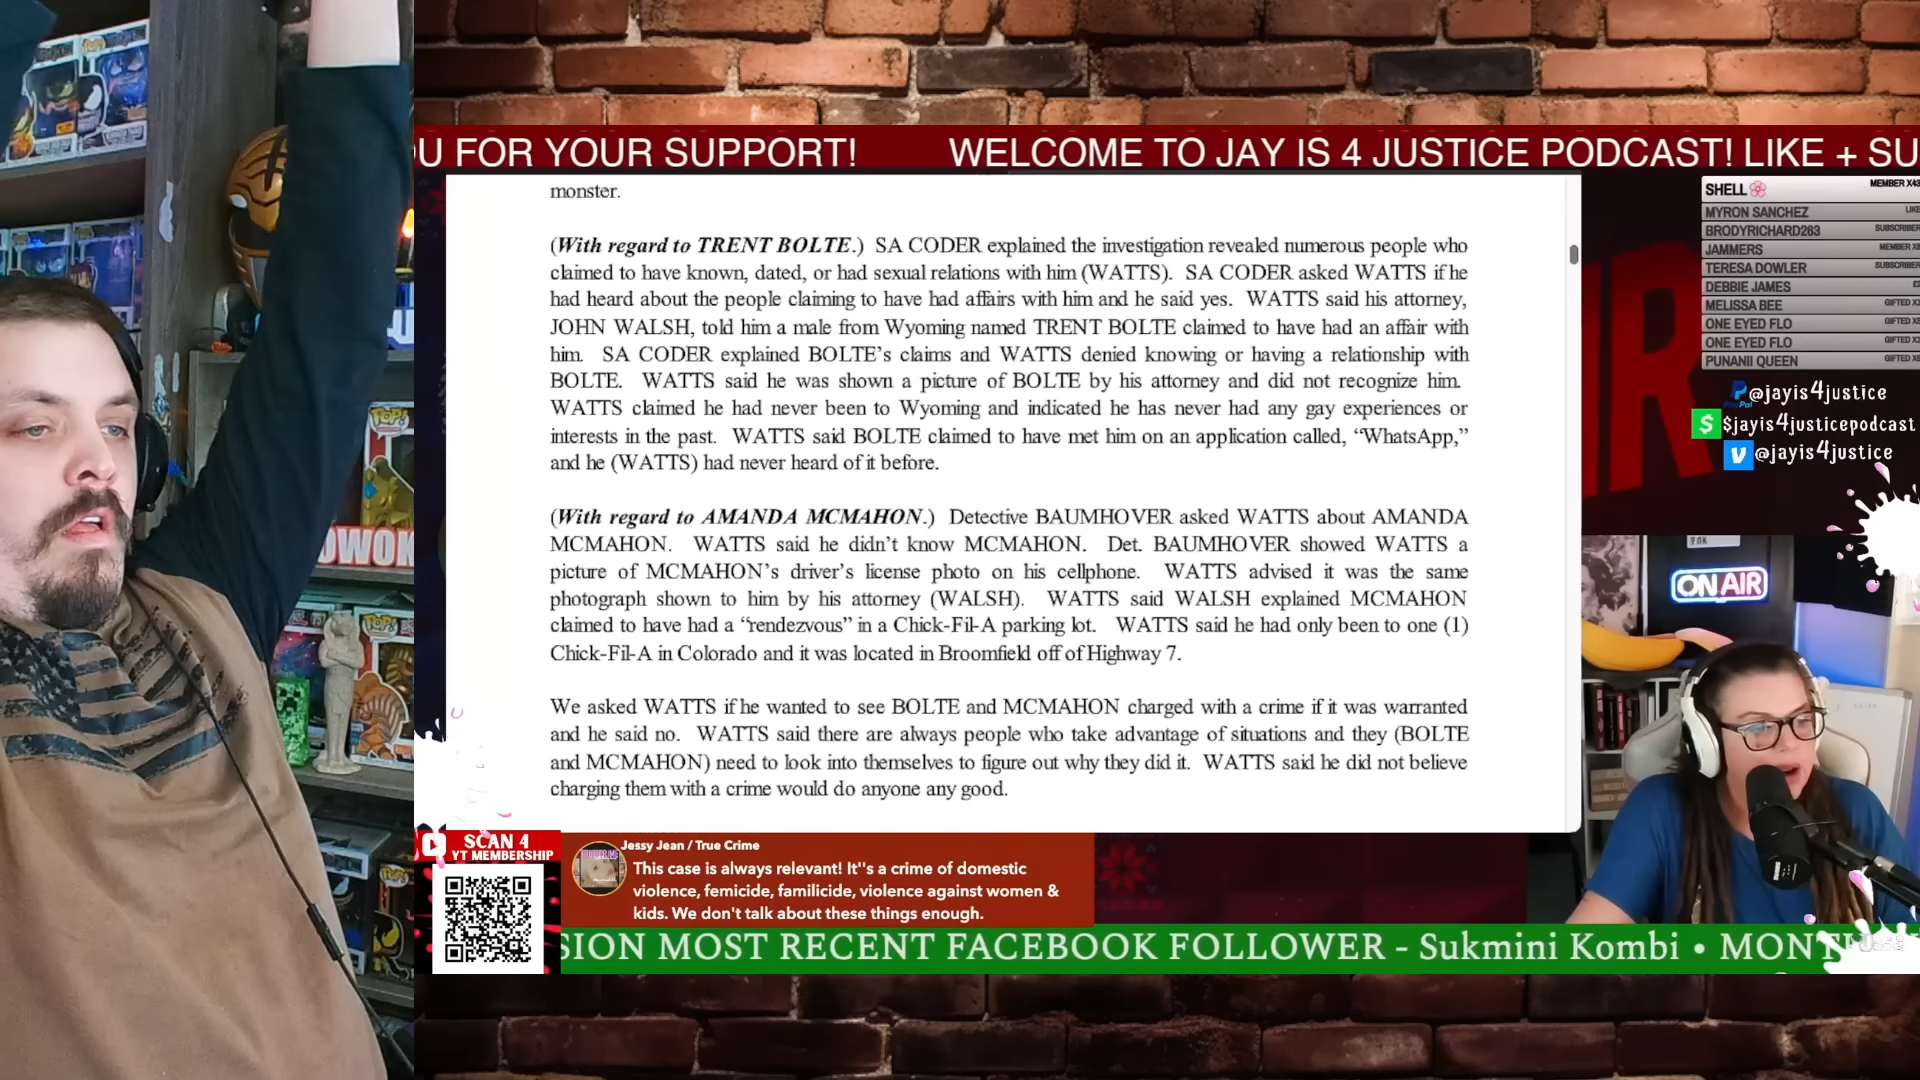 U FOR YOUR SUPPORT! WELCOME TO JAY IS 4 JUSTICE PODCAST! LIKE + SU
monster.
(With regard to TRENT BOLTE.) SA CODER explained the investigation revealed numerous people who
claimed to have known, dated, or had sexual relations with him (WATTS). SA CODER asked WATTS if he
had heard about the people claiming to have had affairs with him and he said yes. WATTS said his attorney,
JOHN WALSH, told him a male from Wyoming named TRENT BOLTE claimed to have had an affair with
him. SA CODER explained BOLTE's claims and WATTS denied knowing or having a relationship with
BOLTE. WATTS said he was shown a picture of BOLTE by his attorney and did not recognize him.
WATTS claimed he had never been to Wyoming and indicated he has never had any gay experiences or
interests in the past. WATTS said BOLTE claimed to have met him on an application called, “WhatsApp,”
and he (WATTS) had never heard of it before.
(With regard to AMANDA MCMAHON.) Detective BAUMHOVER asked WATTS about AMANDA
MCMAHON. WATTS said he didn't know MCMAHON. Det. BAUMHOVER showed WATTS a
picture of MCMAHON's driver's license photo on his cellphone. WATTS advised it was the same
photograph shown to him by his attorney (WALSH). WATTS said WALSH explained MCMAHON
claimed to have had a “rendezvous” in a Chick-Fil-A parking lot. WATTS said he had only been to one (1)
Chick-Fil-A in Colorado and it was located in Broomfield off of Highway 7.
We asked WATTS if he wanted to see BOLTE and MCMAHON charged with a crime if it was warranted
and he said no. WATTS said there are always people who take advantage of situations and they (BOLTE
and MCMAHON) need to look into themselves to figure out why they did it. WATTS said he did not believe
charging them with a crime would do anyone any good.
SHELL🌸 MEMBER X43
MYRON SANCHEZ LIKE
BRODYRICHARD263 SUBSCRIBER
JAMMERS MEMBER X
TERESA DOWLER SUBSCRIBER
DEBBIE JAMES
MELISSA BEE GIFTED X
ONE EYED FLO GIFTED X
ONE EYED FLO GIFTED X
PUNANII QUEEN GIFTED X
PayPal @jayis4justice
$ $jayis4justicepodcast
V @jayis4justice
ON AIR
POP!
POP!
SCAN 4
YT MEMBERSHIP
Jessy Jean / True Crime
This case is always relevant! It''s a crime of domestic
violence, femicide, familicide, violence against women &
kids. We don't talk about these things enough.
SION MOST RECENT FACEBOOK FOLLOWER - Sukmini Kombi • MONT